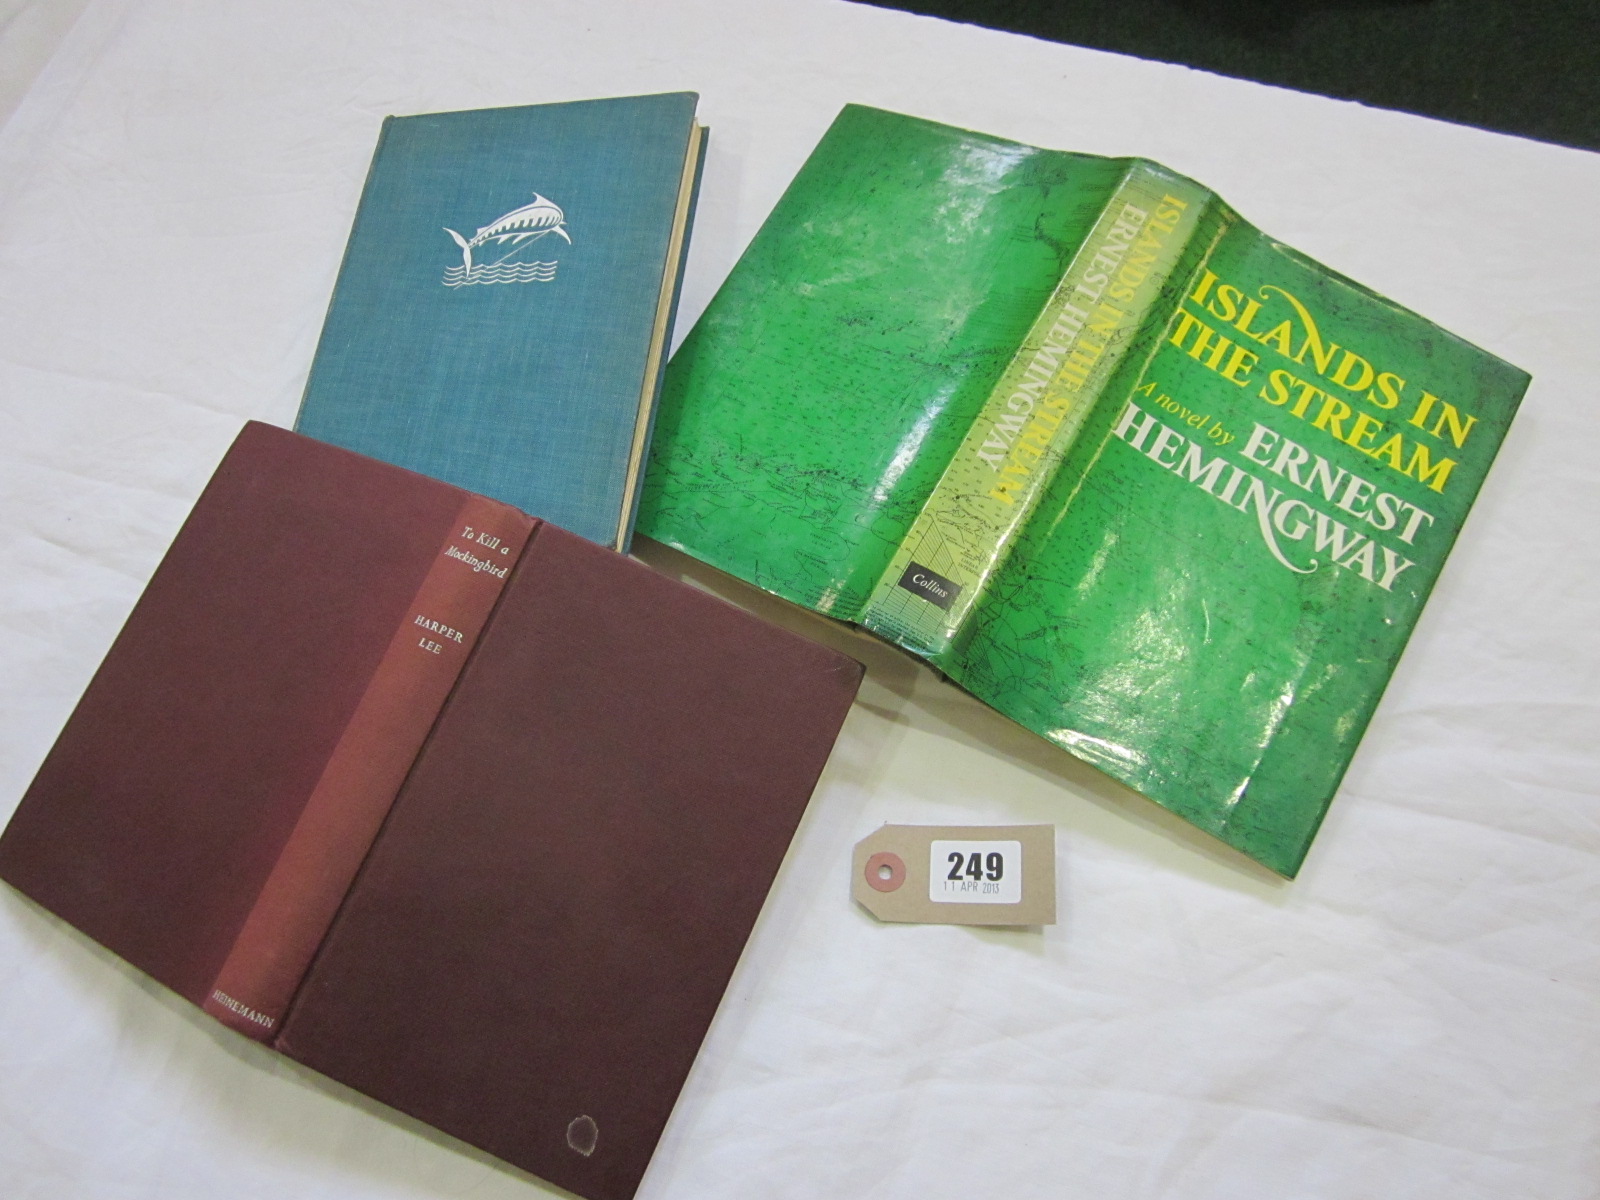 ISLANDS IN THE STREAM
ERNEST HEMINGWAY
Collins
ISLANDS IN
THE STREAM
A novel by ERNEST
HEMINGWAY
To Kill a
Mockingbird
HARPER
LEE
HEINEMANN
249
11 APR 2013